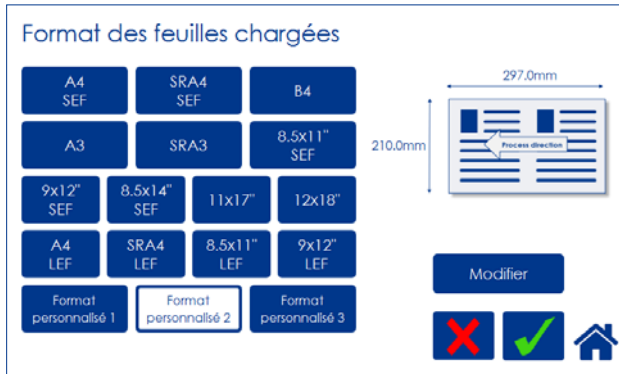 Format des feuilles chargées
A4
SEF
SRA4
SEF
B4
A3
SRA3
8.5x11"
SEF
9x12"
SEF
8.5x14"
SEF
11x17"
12x18"
A4
LEF
SRA4
LEF
8.5x11"
LEF
9x12"
LEF
Format
personnalisé 1
Format
personnalisé 2
Format
personnalisé 3
297.0mm
210.0mm
Process direction
Modifier